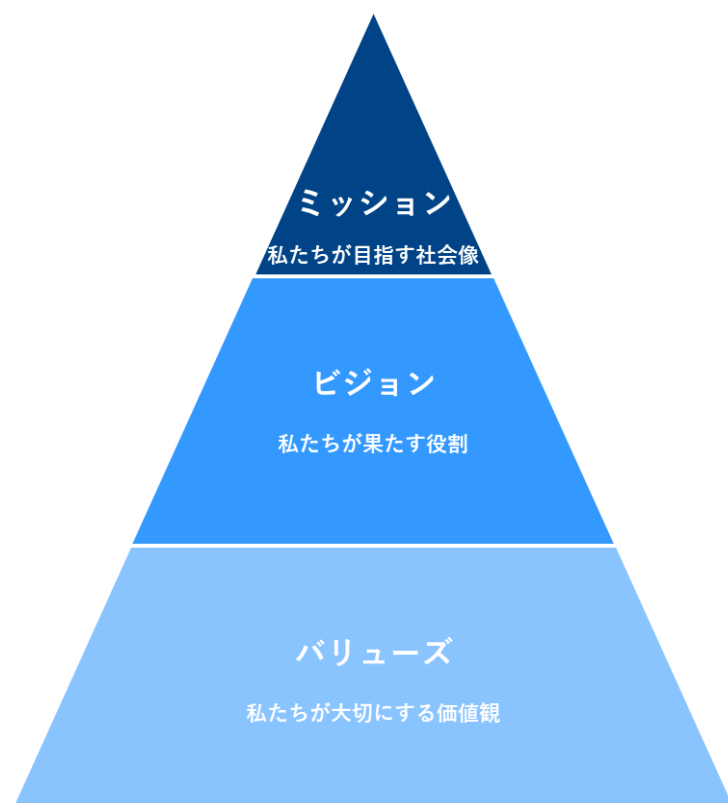 ミッション
私たちが目指す社会像
ビジョン
私たちが果たす役割
バリューズ
私たちが大切にする価値観